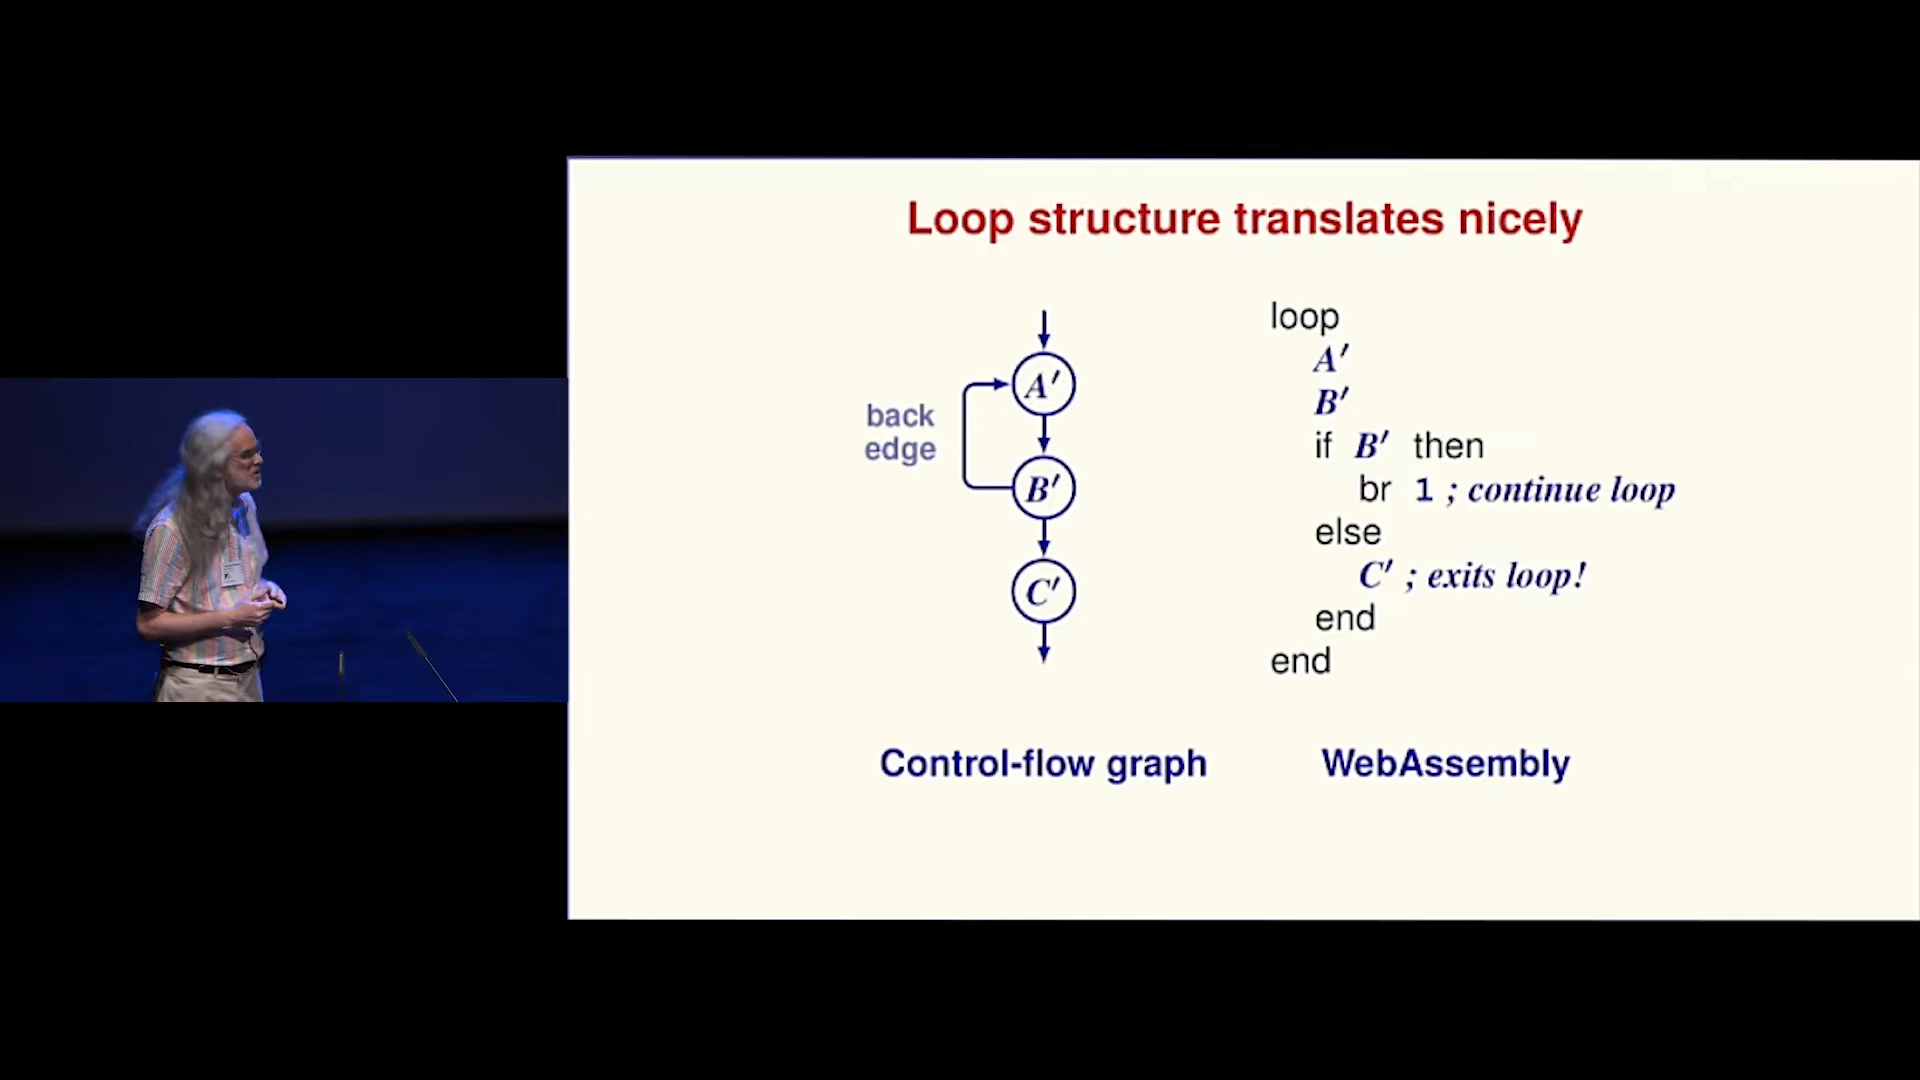 Loop structure translates nicely
back
edge
A′
B′
C′
loop
A′
B′
if B′ then
br 1 ; continue loop
else
C′ ; exits loop!
end
end
Control-flow graph
WebAssembly